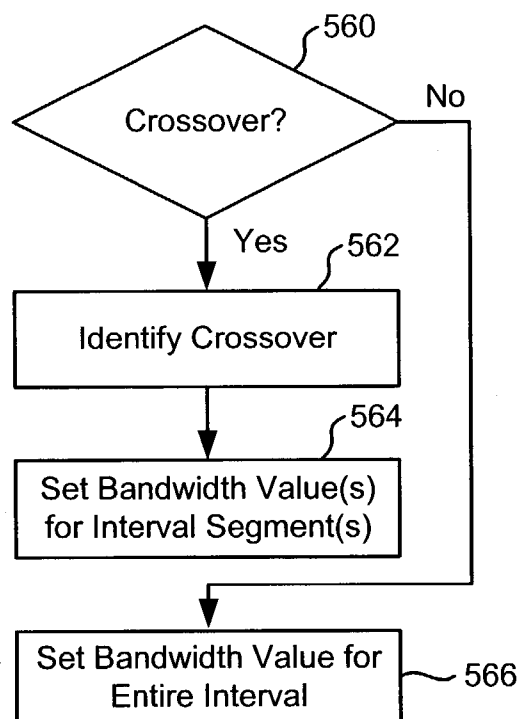 560
Crossover?
No
Yes
562
Identify Crossover
564
Set Bandwidth Value(s)
for Interval Segment(s)
Set Bandwidth Value for
Entire Interval
566